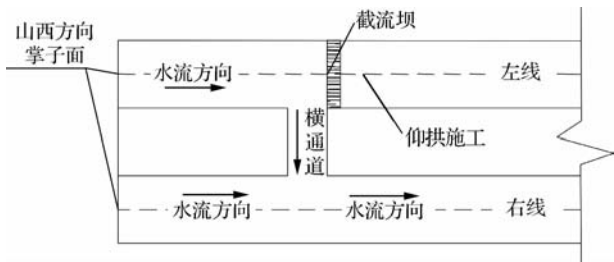 山西方向
掌子面
截流坝
水流方向
左线
横通道
仰拱施工
水流方向
水流方向
右线